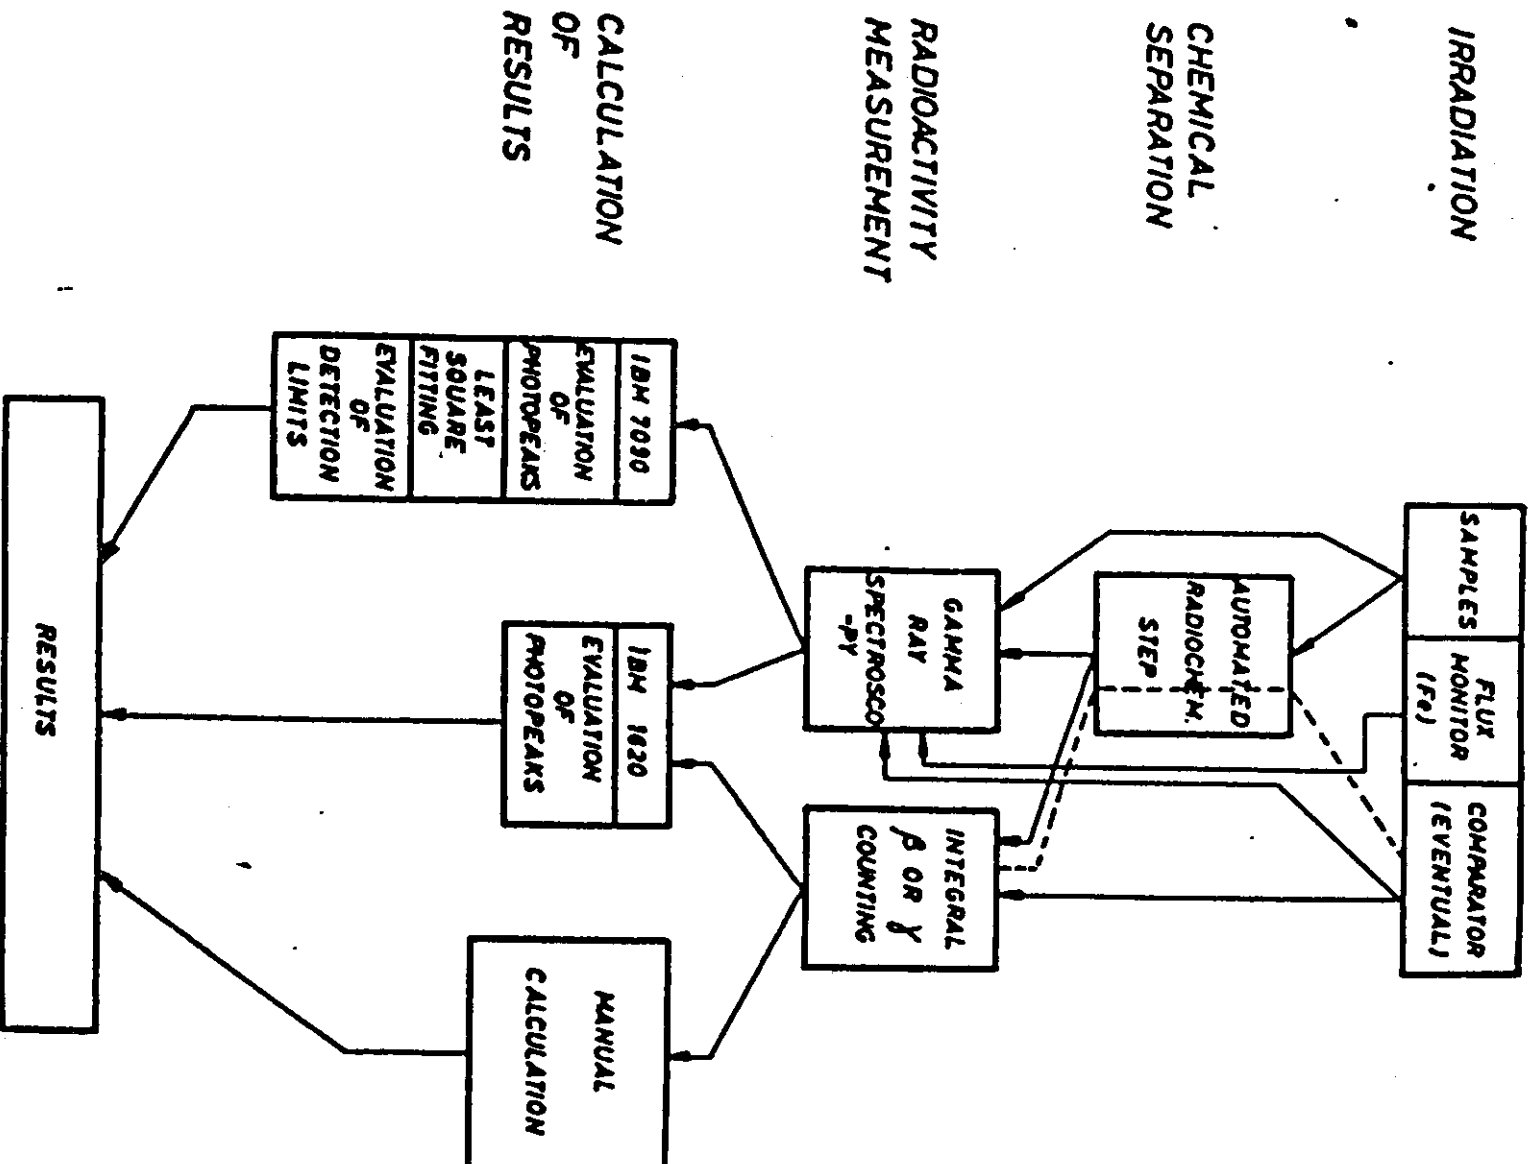 IRRADIATION
SAMPLES
FLUX
MONITOR
(Fe)
COMPARATOR
(EVENTUAL)
CHEMICAL
SEPARATION
AUTOMATED
RADIOCHEM.
STEP
RADIOACTIVITY
MEASUREMENT
GAMMA
RAY
SPECTROSCO
-PY
INTEGRAL
β OR γ
COUNTING
CALCULATION
OF
RESULTS
IBM 7090
EVALUATION
OF
PHOTOPEAKS
LEAST
SQUARE
FITTING
EVALUATION
OF
DETECTION
LIMITS
IBM 1620
EVALUATION
OF
PHOTOPEAKS
MANUAL
CALCULATION
RESULTS